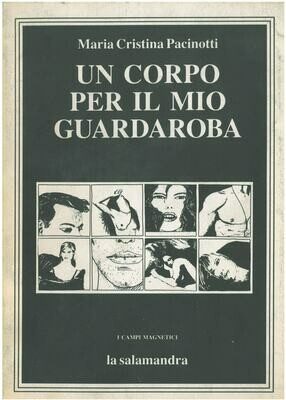 Maria Cristina Pacinotti
UN CORPO
PER IL MIO
GUARDAROBA
I CAMPI MAGNETICI
la salamandra